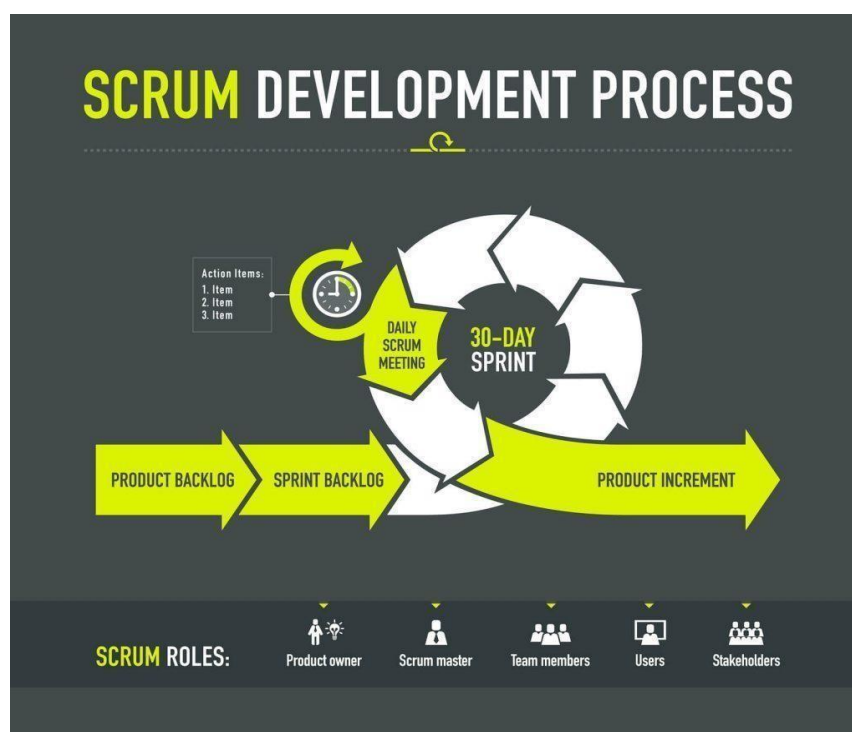 SCRUM DEVELOPMENT PROCESS
Action Items:
1. Item
2. Item
3. Item
DAILY
SCRUM
MEETING
30-DAY
SPRINT
PRODUCT BACKLOG
SPRINT BACKLOG
PRODUCT INCREMENT
SCRUM ROLES:
Product owner
Scrum master
Team members
Users
Stakeholders